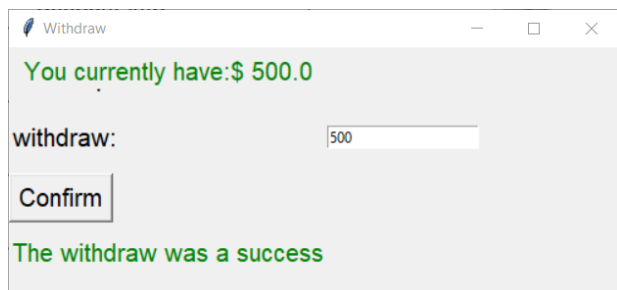 Withdraw
You currently have:$ 500.0
withdraw: 500
Confirm
The withdraw was a success